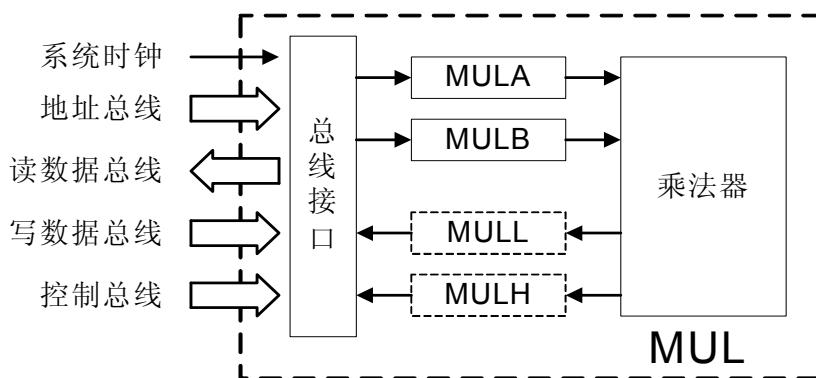 系统时钟
地址总线
读数据总线
写数据总线
控制总线
总线接口
MULA
MULB
MULL
MULH
乘法器
MUL